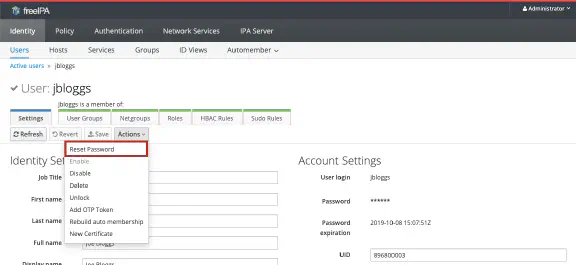 freeIPA
Administrator
Identity Policy Authentication Network Services IPA Server
Users Hosts Services Groups ID Views Automember
Active users » jbloggs
User: jbloggs
jbloggs is a member of:
Settings User Groups Netgroups Roles HBAC Rules Sudo Rules
Refresh Revert Save Actions
Reset Password
Enable
Disable
Delete
Unlock
Add OTP Token
Rebuild auto membership
New Certificate
Identity Se
Job Title
First name
Last name
Full name
Joe Bloggs
Display name
Joe Bloggs
Account Settings
User login jbloggs
Password ******
Password expiration 2019-10-08 15:07:51Z
UID 896800003